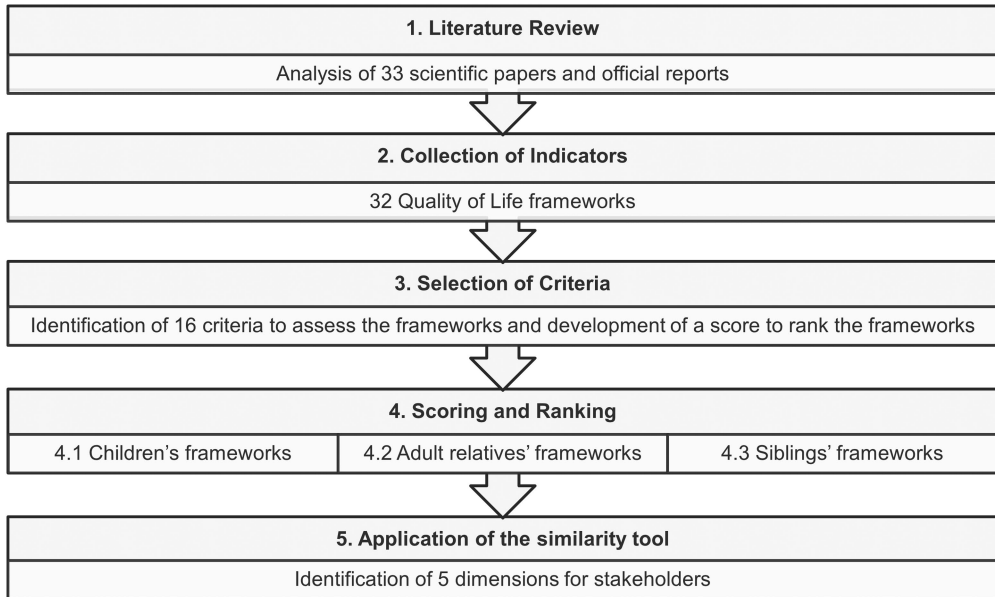 1. Literature Review
Analysis of 33 scientific papers and official reports
2. Collection of Indicators
32 Quality of Life frameworks
3. Selection of Criteria
Identification of 16 criteria to assess the frameworks and development of a score to rank the frameworks
4. Scoring and Ranking
4.1 Children’s frameworks
4.2 Adult relatives’ frameworks
4.3 Siblings’ frameworks
5. Application of the similarity tool
Identification of 5 dimensions for stakeholders